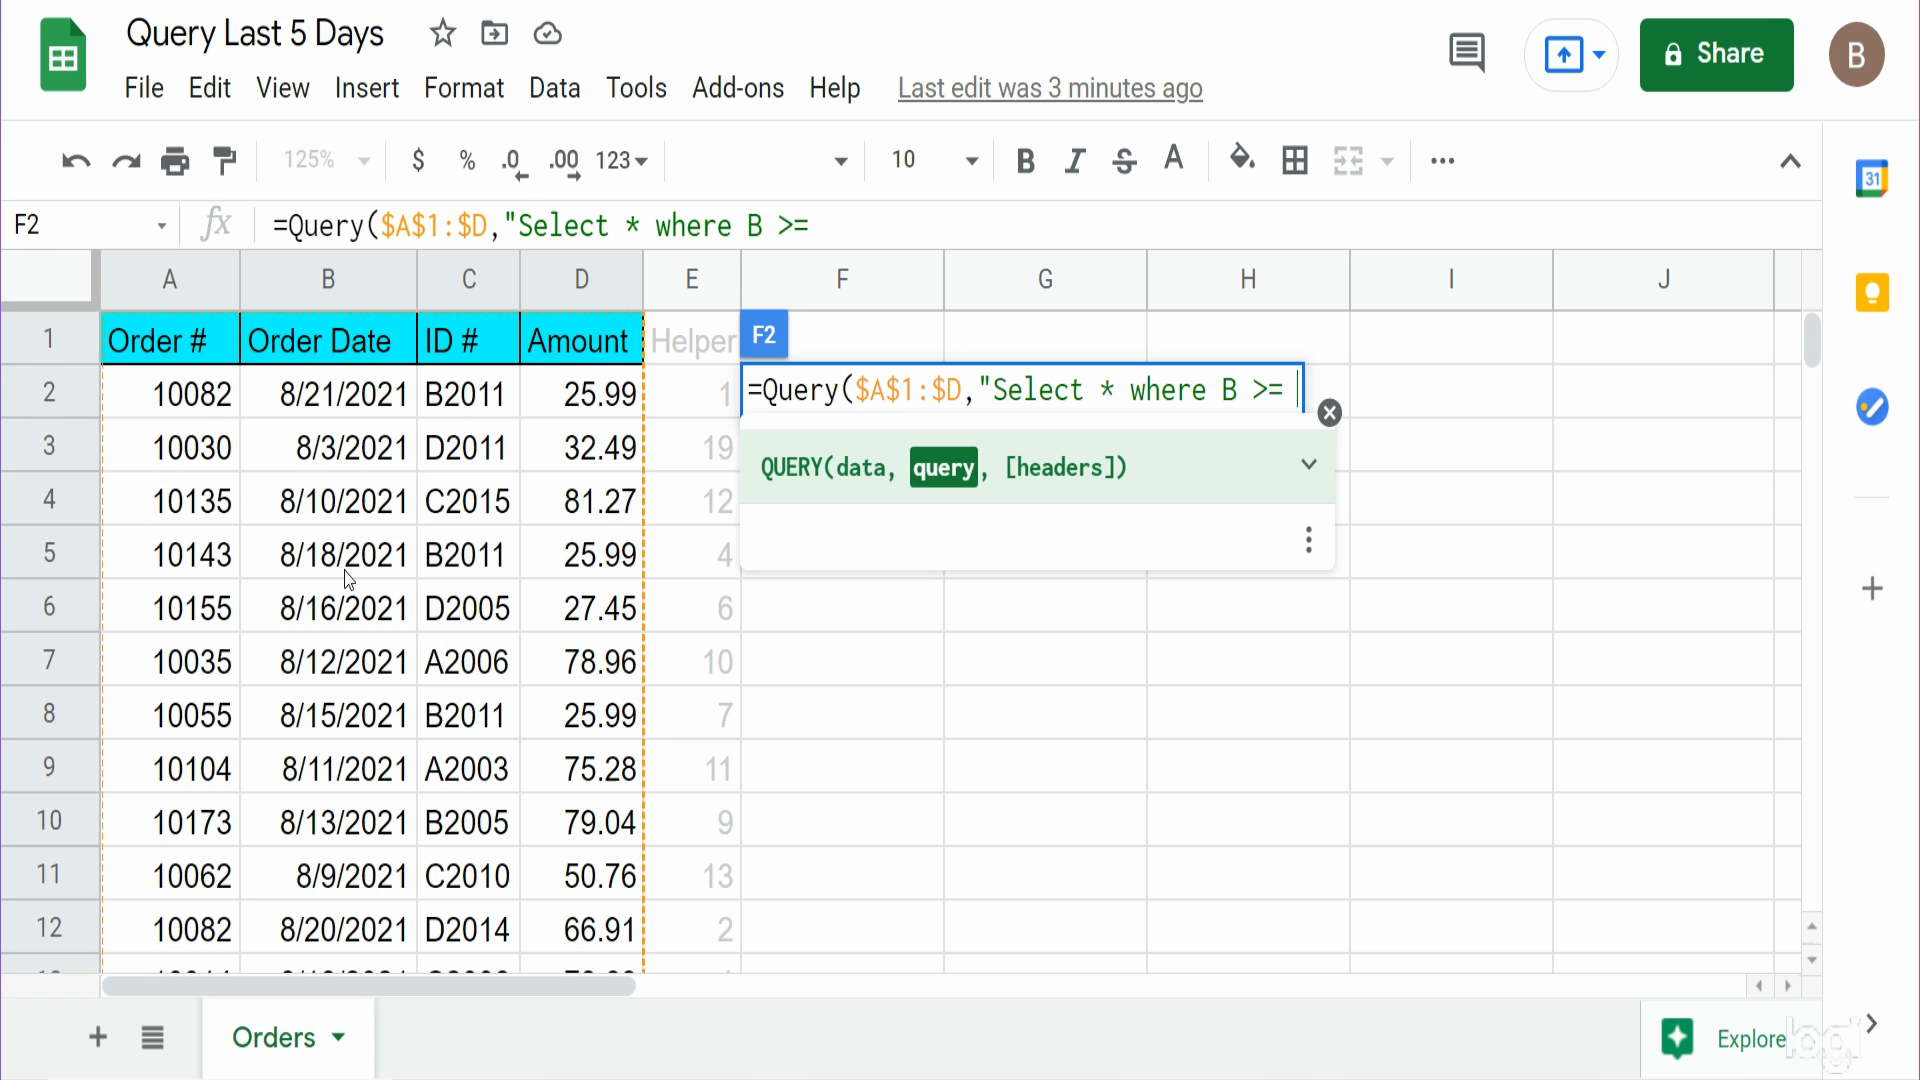 Query Last 5 Days
File Edit View Insert Format Data Tools Add-ons Help Last edit was 3 minutes ago
Share
B
125% $ % .0 .00 123 10 B I S A
31
F2 fx =Query($A$1:$D,"Select * where B >=
A B C D E F G H I J
1 Order # Order Date ID # Amount Helper F2
2 10082 8/21/2021 B2011 25.99 1 =Query($A$1:$D,"Select * where B >=
3 10030 8/3/2021 D2011 32.49 19 QUERY(data, query, [headers])
4 10135 8/10/2021 C2015 81.27 12
5 10143 8/18/2021 B2011 25.99 4
6 10155 8/16/2021 D2005 27.45 6
7 10035 8/12/2021 A2006 78.96 10
8 10055 8/15/2021 B2011 25.99 7
9 10104 8/11/2021 A2003 75.28 11
10 10173 8/13/2021 B2005 79.04 9
11 10062 8/9/2021 C2010 50.76 13
12 10082 8/20/2021 D2014 66.91 2
Orders
Explore
logi